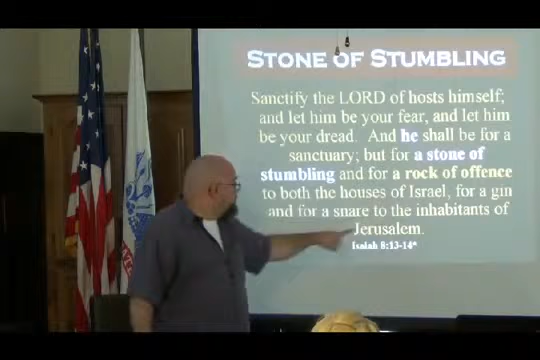 STONE OF STUMBLING
Sanctify the LORD of hosts himself;
and let him be your fear, and let him
be your dread. And he shall be for a
sanctuary; but for a stone of
stumbling and for a rock of offence
to both the houses of Israel, for a gin
and for a snare to the inhabitants of
Jerusalem.
Isaiah 8:13-14